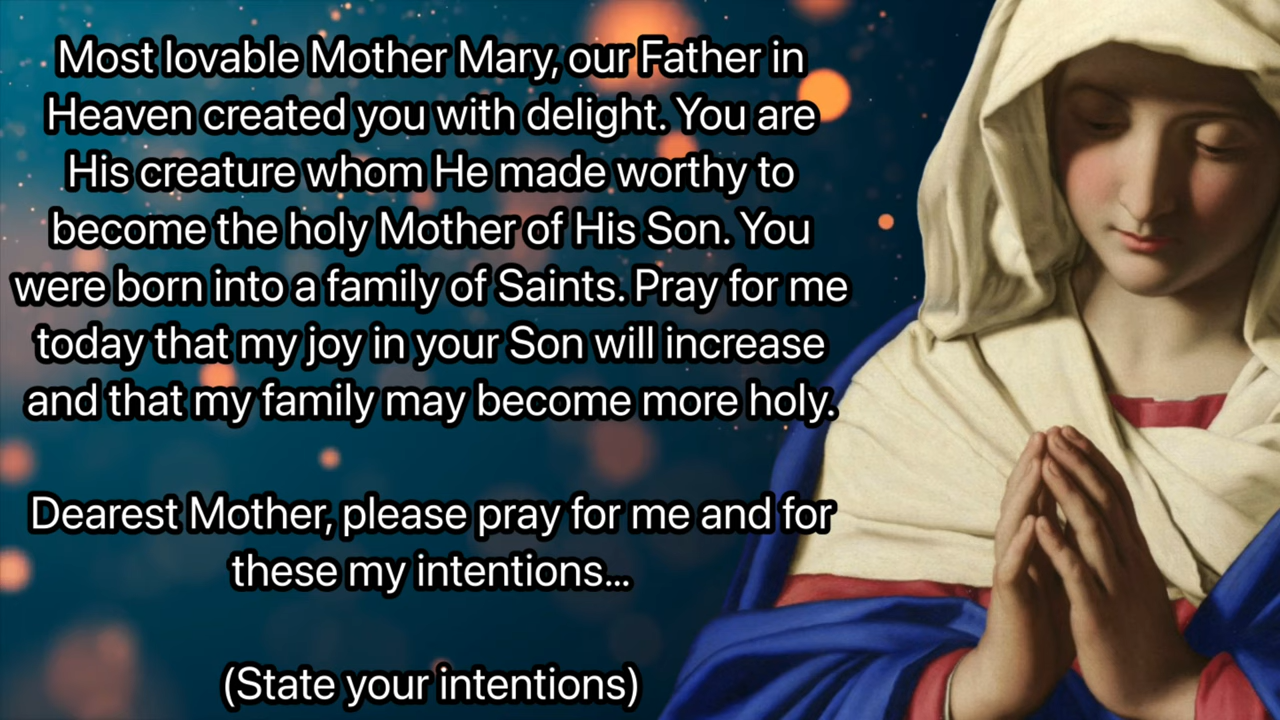 Most lovable Mother Mary, our Father in
Heaven created you with delight. You are
His creature whom He made worthy to
become the holy Mother of His Son. You
were born into a family of Saints. Pray for me
today that my joy in your Son will increase
and that my family may become more holy.
Dearest Mother, please pray for me and for
these my intentions...
(State your intentions)